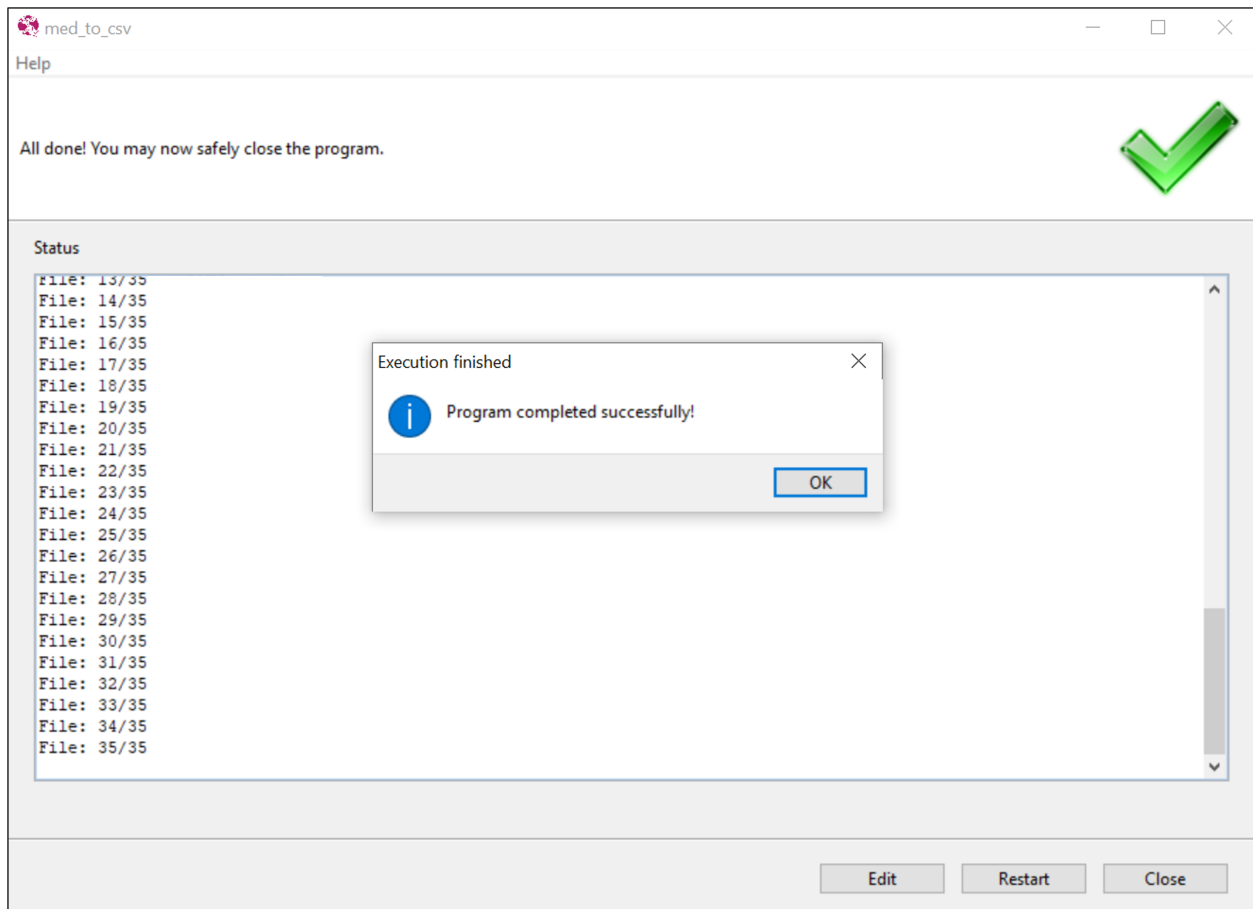 med_to_csv
Help
All done! You may now safely close the program.
Status
File: 13/35
File: 14/35
File: 15/35
File: 16/35
File: 17/35
File: 18/35
File: 19/35
File: 20/35
File: 21/35
File: 22/35
File: 23/35
File: 24/35
File: 25/35
File: 26/35
File: 27/35
File: 28/35
File: 29/35
File: 30/35
File: 31/35
File: 32/35
File: 33/35
File: 34/35
File: 35/35
Execution finished
Program completed successfully!
OK
Edit Restart Close